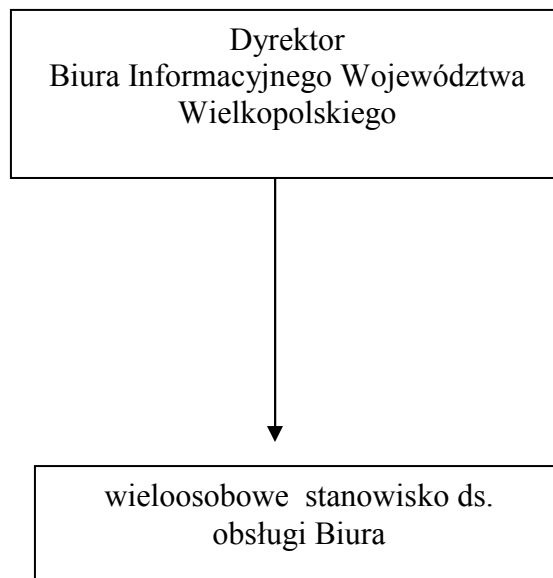 Dyrektor
Biura Informacyjnego Województwa
Wielkopolskiego
wieloosobowe  stanowisko ds.
obsługi Biura